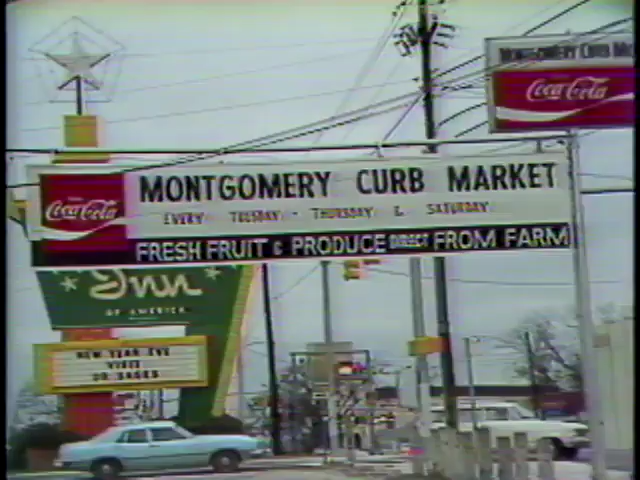 MONTGOMERY CURB
Coca-Cola
MONTGOMERY CURB MARKET
Coca-Cola
EVERY TUESDAY - THURSDAY & SATURDAY
FRESH FRUIT & PRODUCE DIRECT FROM FARM
Inn
OF AMERICA
NEW YEAR EVE